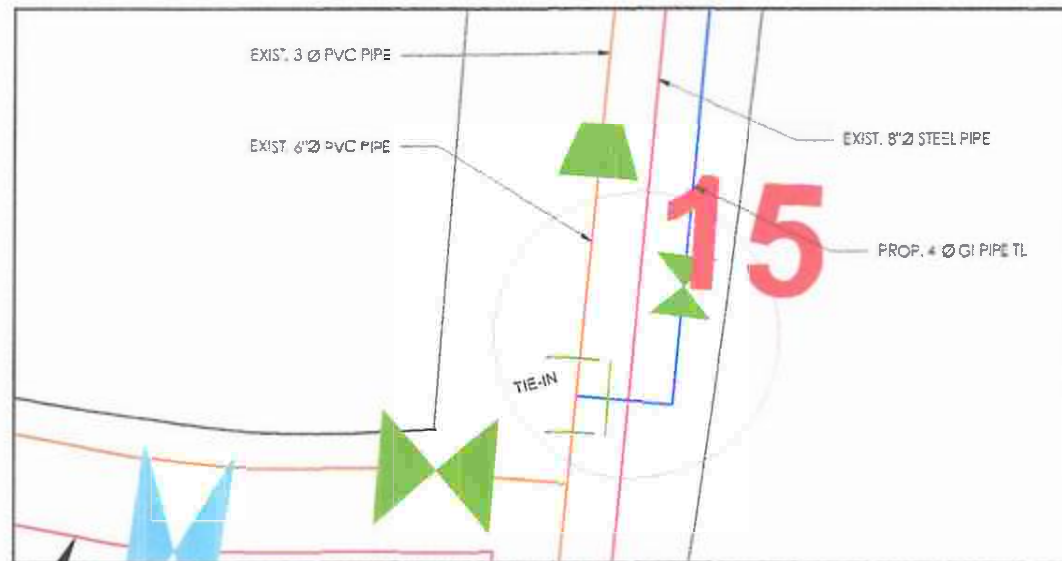 EXIST. 3 Ø PVC PIPE
EXIST. 8"Ø STEEL PIPE
EXIST. 6"Ø PVC PIPE
15
PROP. 4 Ø GI PIPE TL
TIE-IN